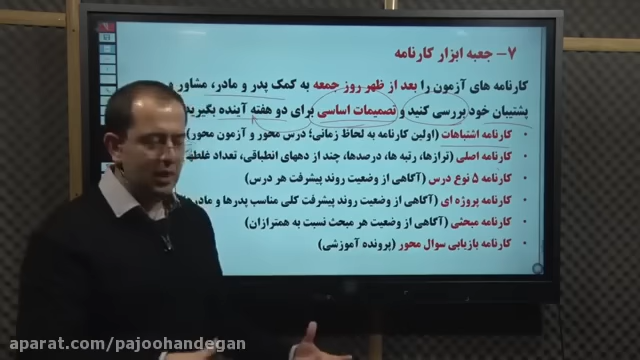 ۷- جعبه ابزار کارنامه
کارنامه های آزمون را بعد از ظهر روز جمعه به کمک پدر و مادر، مشاور و
پشتیبان خود بررسی کنید و تصمیمات اساسی برای دو هفته آینده بگیرید
• کارنامه اشتباهات (اولین کارنامه به لحاظ زمانی؛ درس محور و آزمون محور)
• کارنامه اصلی (ترازها، رتبه ها، درصدها، چند از دههای انطباقی، تعداد غلط
• کارنامه ۵ نوع درس (آگاهی از وضعیت روند پیشرفت هر درس)
• کارنامه پروژه ای (آگاهی از وضعیت روند پیشرفت کلی مناسب پدرها و مادرها
• کارنامه مبحثی (آگاهی از وضعیت هر مبحث نسبت به همترازان)
• کارنامه بازیابی سوال محور (پرونده آموزشی)
aparat.com/pajoohandegan